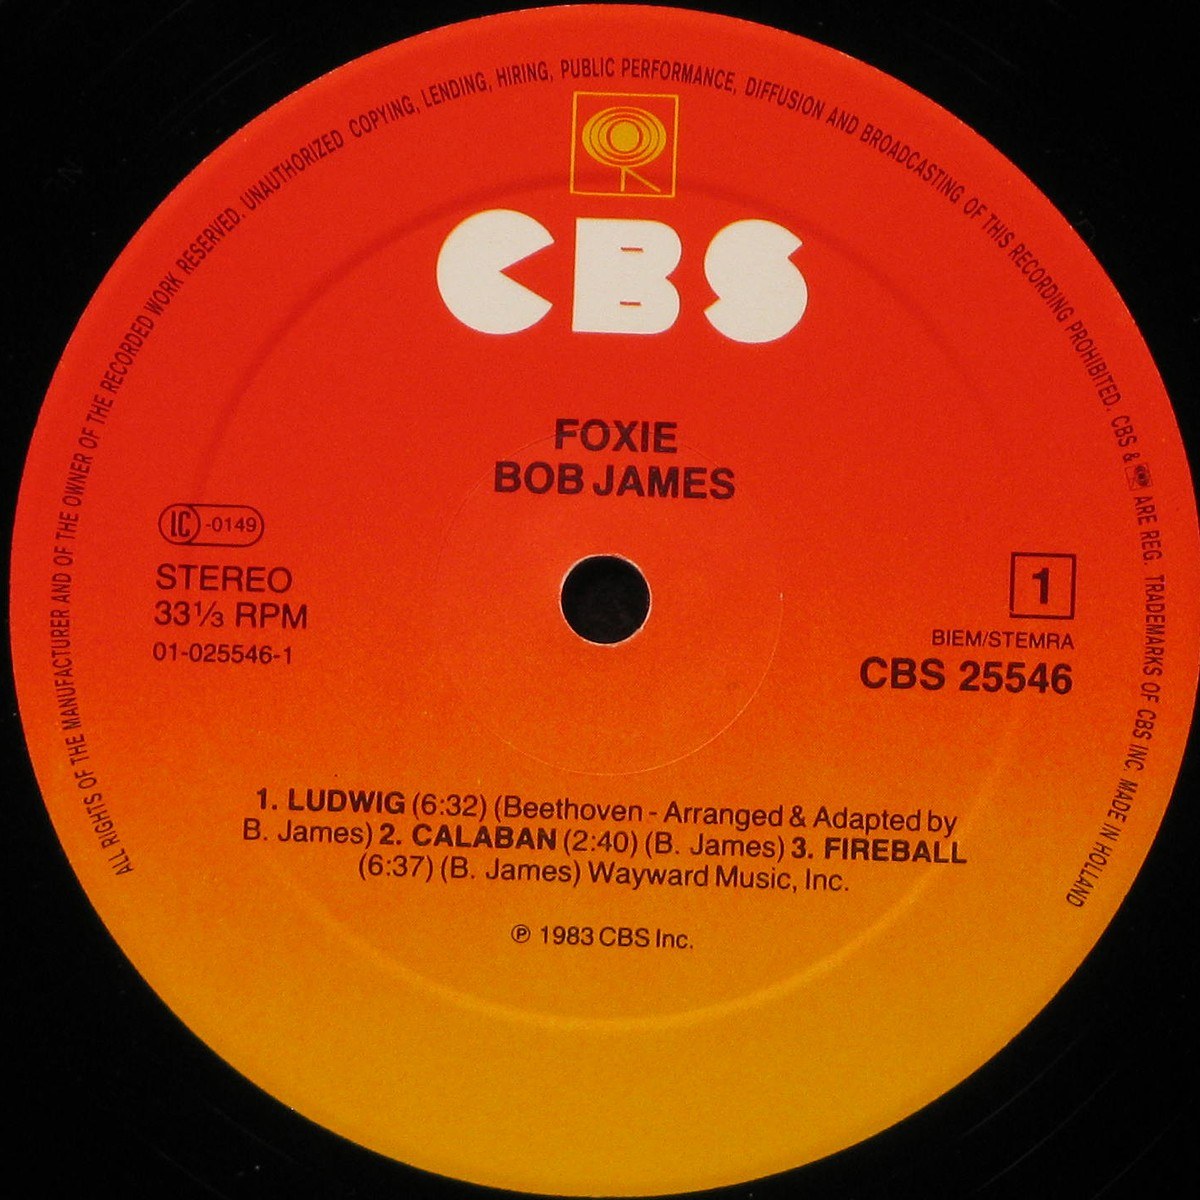 ALL RIGHTS OF THE MANUFACTURER AND OF THE OWNER OF THE RECORDED WORK RESERVED. UNAUTHORIZED COPYING, LENDING, HIRING, PUBLIC PERFORMANCE, DIFFUSION AND BROADCASTING OF THIS RECORDING PROHIBITED. CBS & ARE REG. TRADEMARKS OF CBS INC. MADE IN HOLLAND
CBS
FOXIE
BOB JAMES
IC -0149
STEREO
33⅓ RPM
01-025546-1
1
BIEM/STEMRA
CBS 25546
1. LUDWIG (6:32) (Beethoven - Arranged & Adapted by
B. James) 2. CALABAN (2:40) (B. James) 3. FIREBALL
(6:37) (B. James) Wayward Music, Inc.
℗ 1983 CBS Inc.